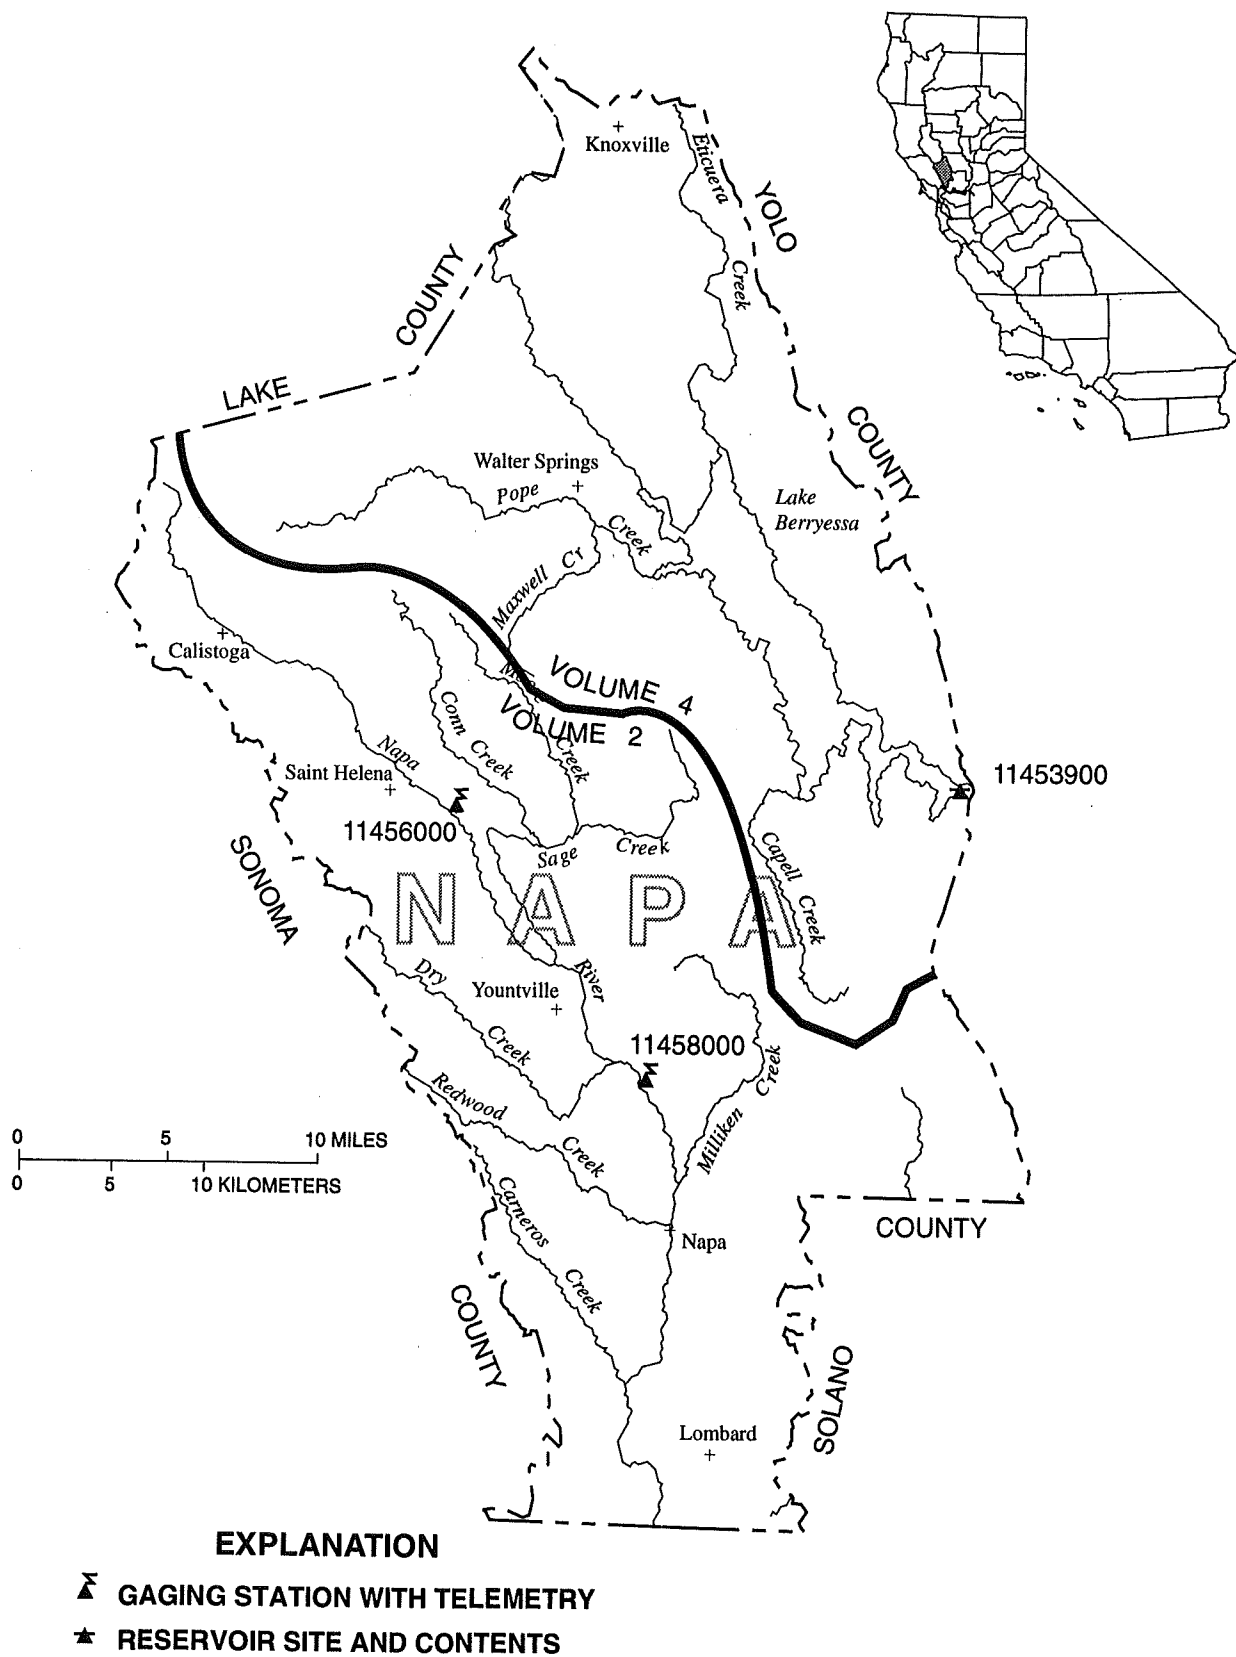 Knoxville
Eticuera
Creek
YOLO
COUNTY
COUNTY
LAKE
Walter Springs
Pope
Creek
Lake
Berryessa
COUNTY
Maxwell Cr
Calistoga
VOLUME 4
VOLUME 2
Conn Creek
Creek
Napa
Saint Helena
11453900
11456000
Sage Creek
Capell Creek
SONOMA
NAPA
Dry
Creek
River
Yountville
11458000
Milliken Creek
Redwood
Creek
0 5 10 MILES
0 5 10 KILOMETERS
Carneros
Creek
COUNTY
Napa
COUNTY
SOLANO
Lombard
EXPLANATION
GAGING STATION WITH TELEMETRY
RESERVOIR SITE AND CONTENTS